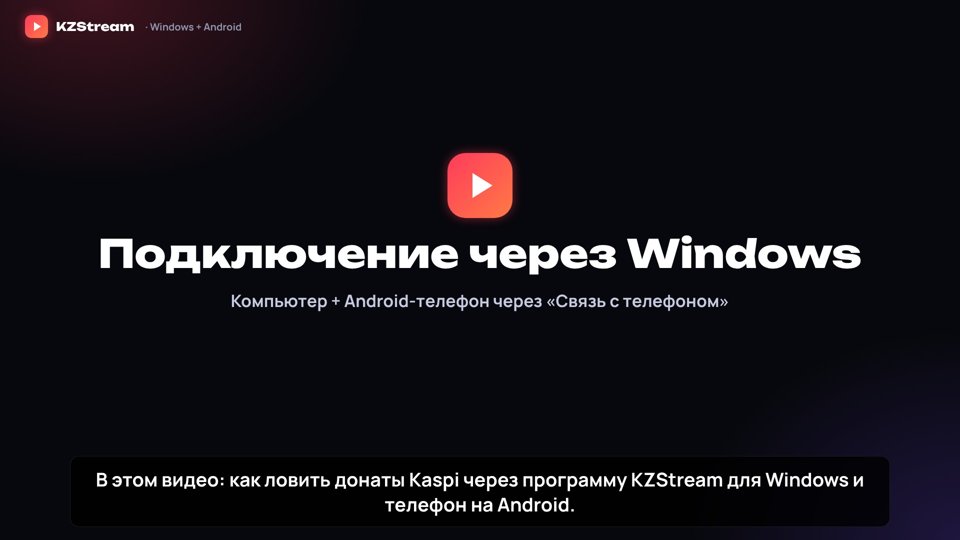 KZStream · Windows + Android
Подключение через Windows
Компьютер + Android-телефон через «Связь с телефоном»
В этом видео: как ловить донаты Kaspi через программу KZStream для Windows и
телефон на Android.